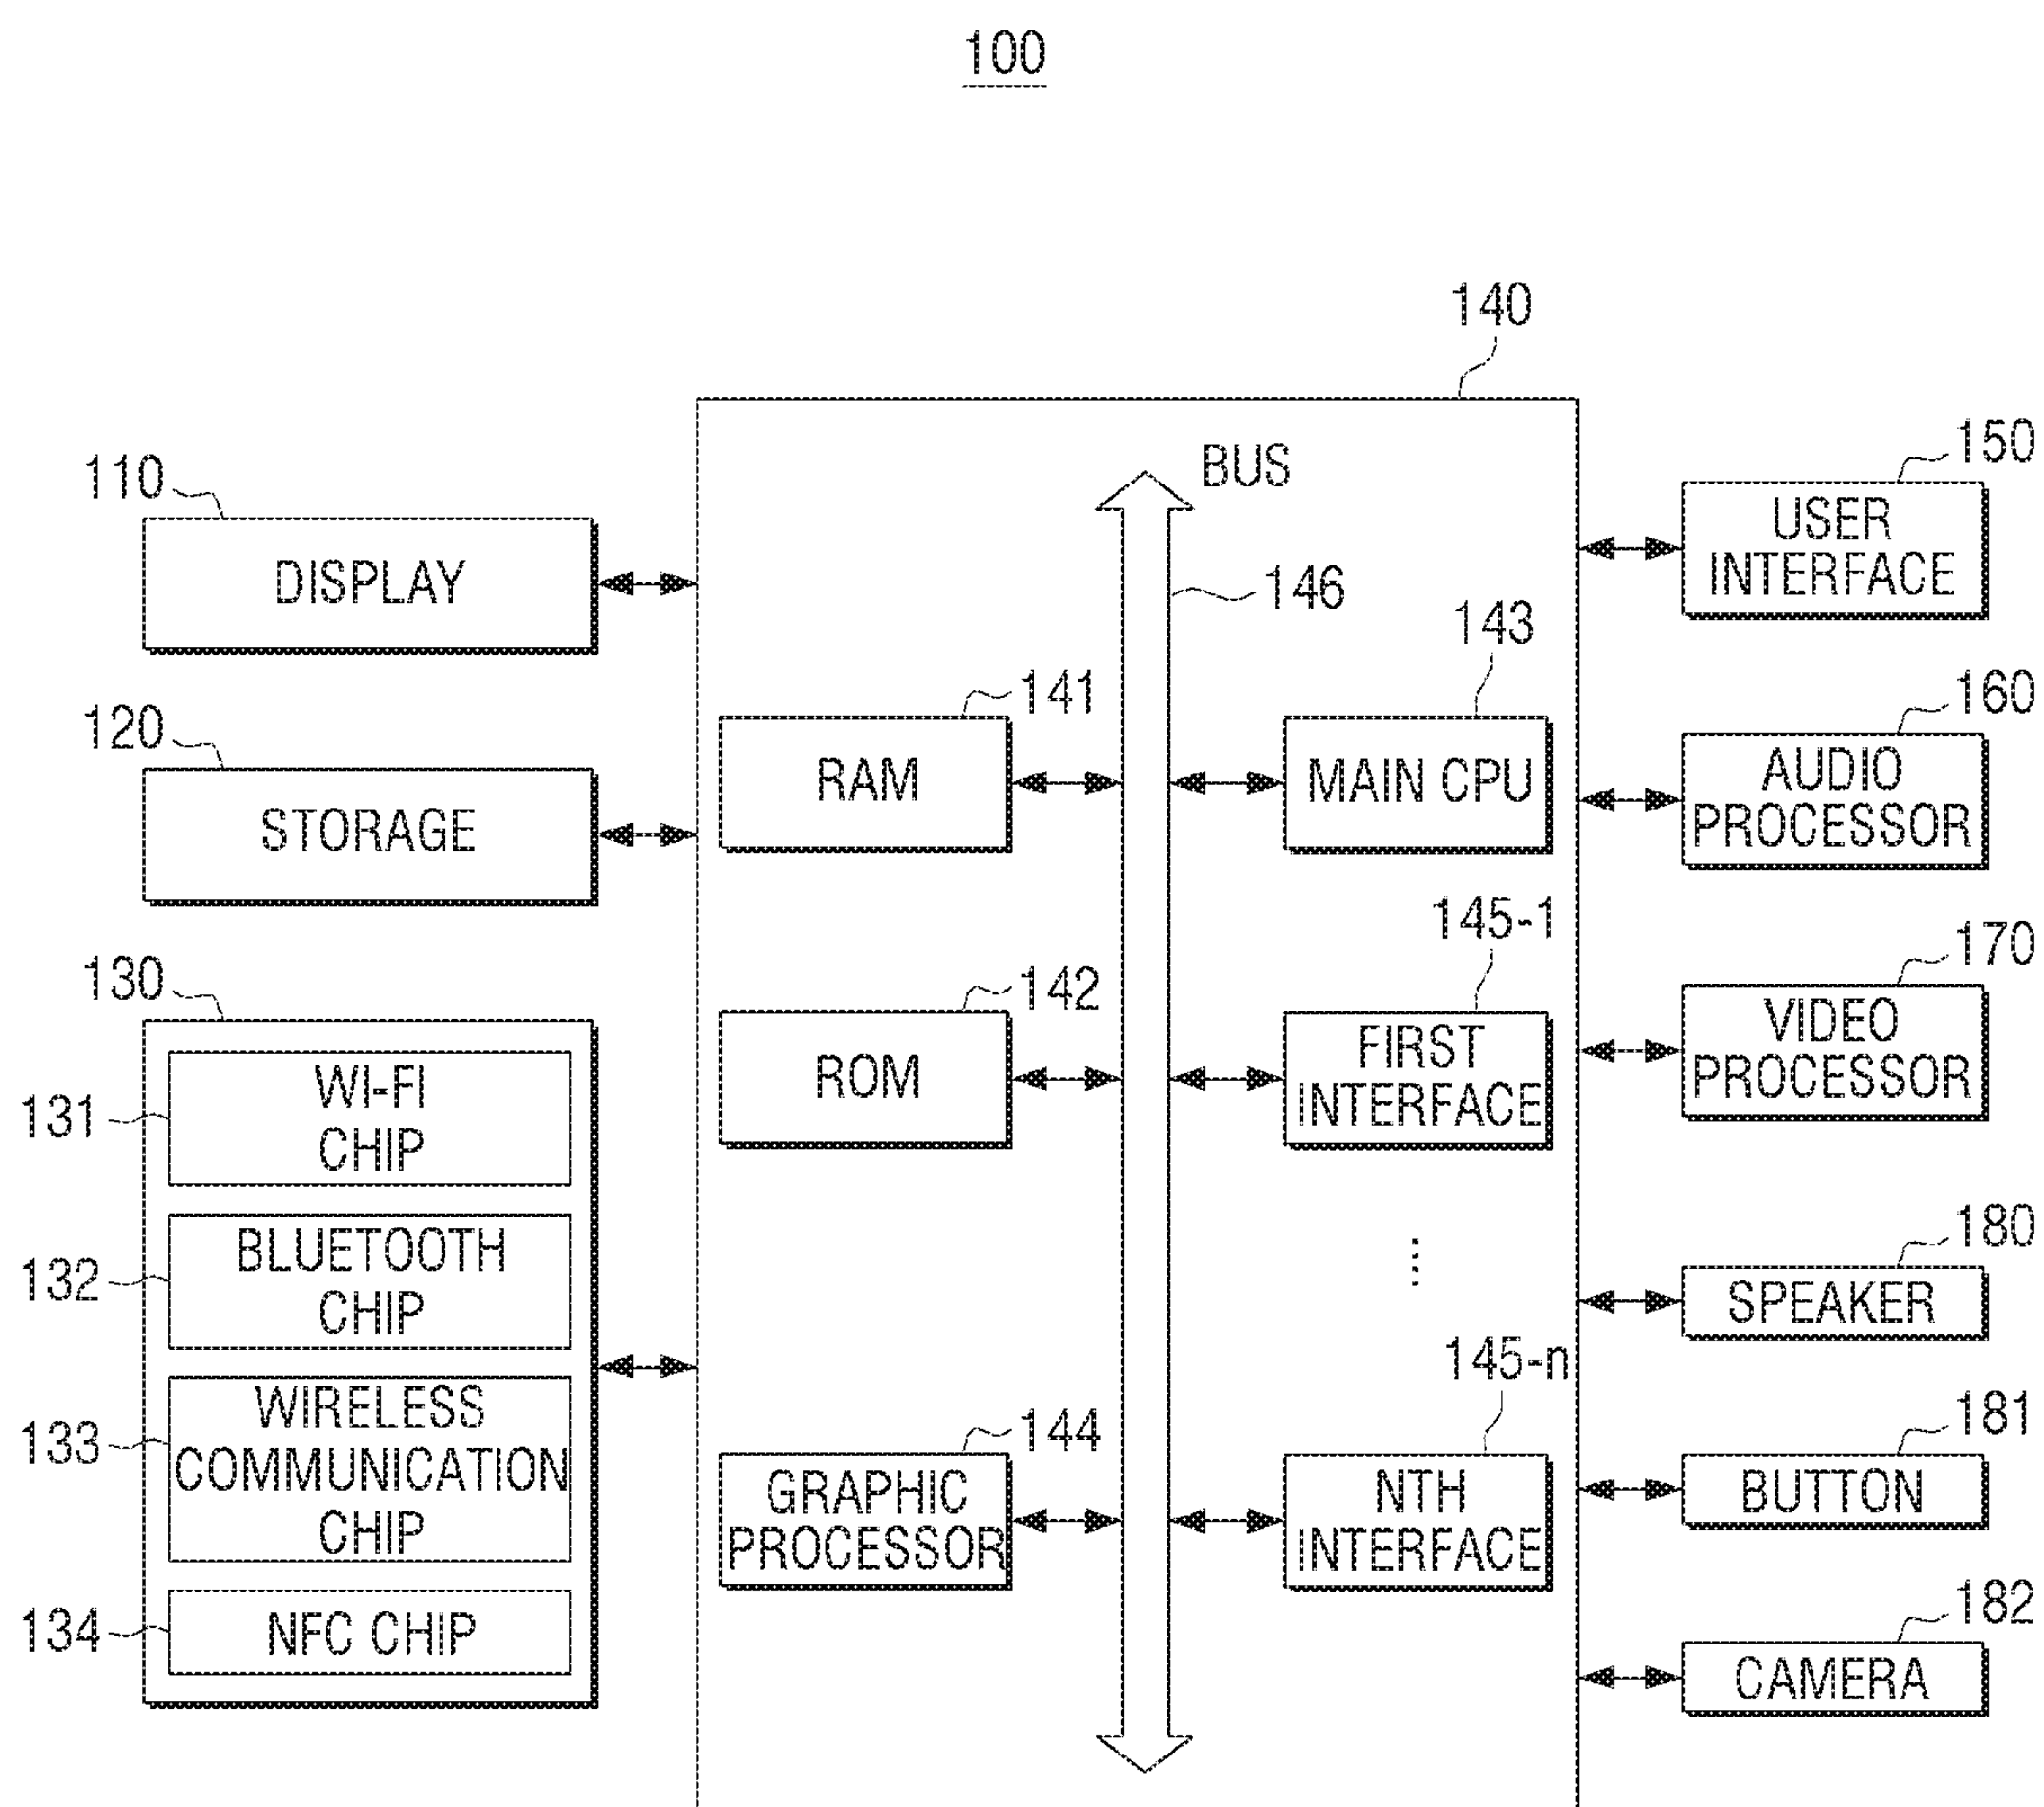 100
140
BUS
146
110
DISPLAY
120
STORAGE
130
131
WI-FI
CHIP
132
BLUETOOTH
CHIP
133
WIRELESS
COMMUNICATION
CHIP
134
NFC CHIP
141
RAM
142
ROM
144
GRAPHIC
PROCESSOR
143
MAIN CPU
145-1
FIRST
INTERFACE
145-n
NTH
INTERFACE
150
USER
INTERFACE
160
AUDIO
PROCESSOR
170
VIDEO
PROCESSOR
180
SPEAKER
181
BUTTON
182
CAMERA